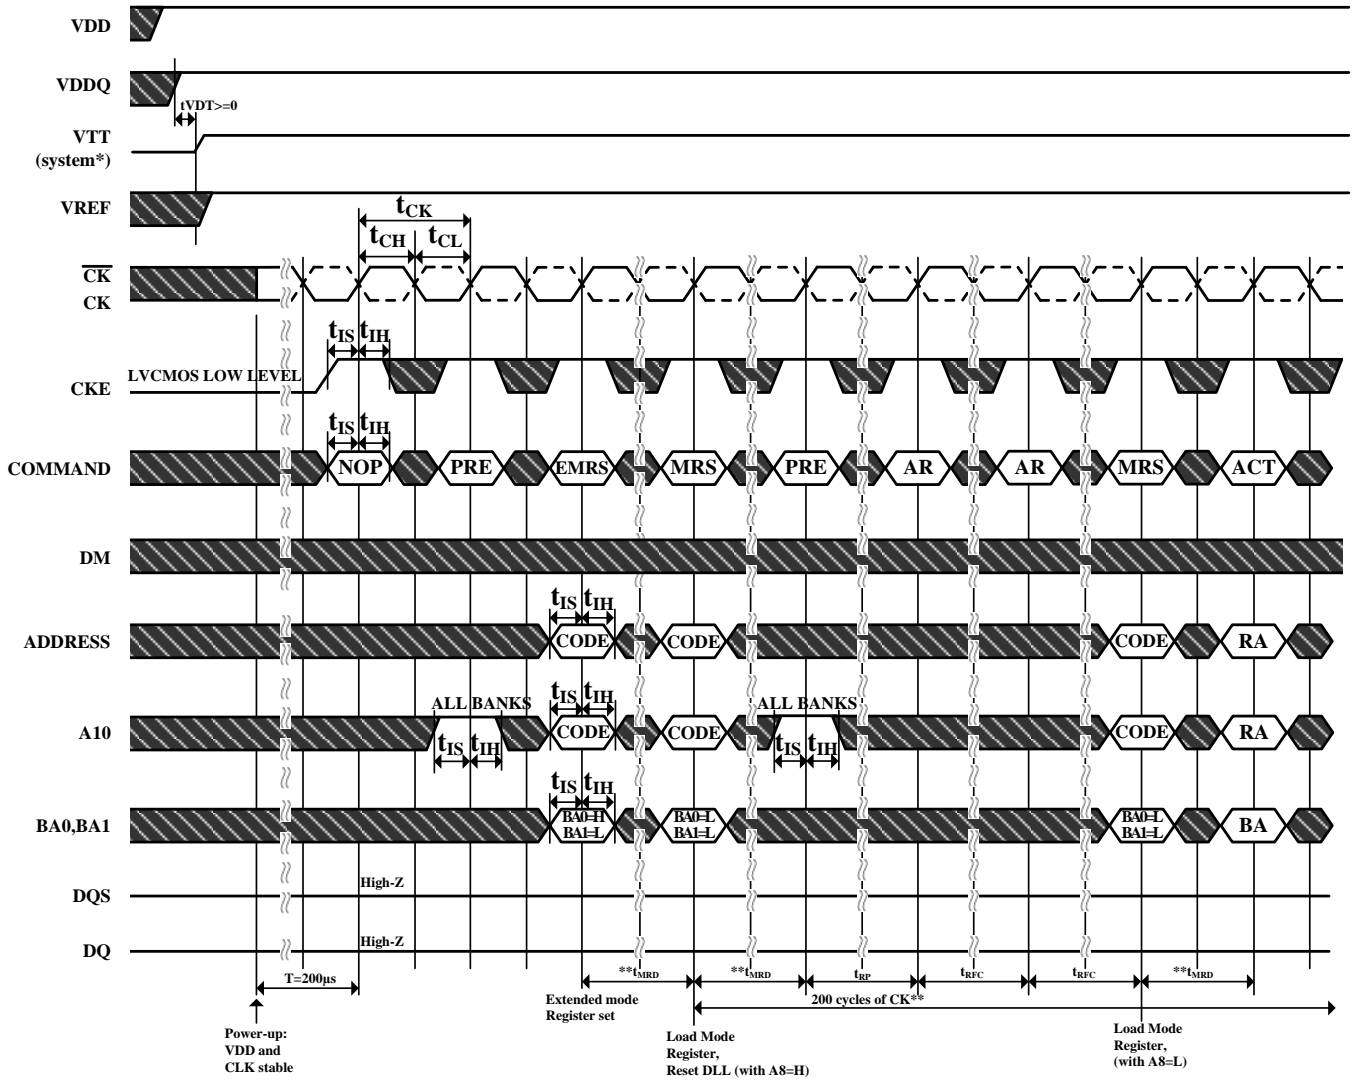 VDD
VDDQ
tVDT>=0
VTT
(system*)
VREF
tCK
tCH tCL
CK
CK
tIS tIH
LVCMOS LOW LEVEL
CKE
tIS tIH
COMMAND NOP PRE EMRS MRS PRE AR AR MRS ACT
DM
tIS tIH
ADDRESS CODE CODE CODE RA
ALL BANKS tIS tIH ALL BANKS
A10 CODE CODE CODE RA
tIS tIH tIS tIH
tIS tIH
BA0,BA1 BA0=H BA1=L BA0=L BA1=L BA0=L BA1=L BA
High-Z
DQS
High-Z
DQ
T=200µs **tMRD **tMRD tRP tRFC tRFC **tMRD
200 cycles of CK**
Extended mode
Register set
Power-up:
VDD and
CLK stable
Load Mode
Register,
Reset DLL (with A8=H)
Load Mode
Register,
(with A8=L)